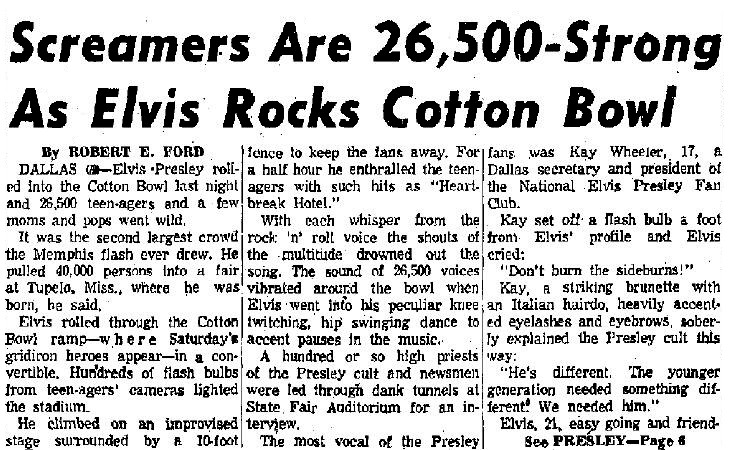 Screamers Are 26,500-Strong
As Elvis Rocks Cotton Bowl
By ROBERT E. FORD
DALLAS (AP)—Elvis Presley roll-
ed into the Cotton Bowl last night
and 26,500 teen-agers and a few
moms and pops went wild.
It was the second largest crowd
the Memphis flash ever drew. He
pulled 40,000 persons into a fair
at Tupelo, Miss., where he was
born, he said.
Elvis rolled through the Cotton
Bowl ramp—where Saturday's
gridiron heroes appear—in a con-
vertible. Hundreds of flash bulbs
from teen-agers' cameras lighted
the stadium.
He climbed on an improvised
stage surrounded by a 10-foot
fence to keep the fans away. For
a half hour he enthralled the teen-
agers with such hits as "Heart-
break Hotel."
With each whisper from the
rock 'n' roll voice the shouts of
the multitude drowned out the
song. The sound of 26,500 voices
vibrated around the bowl when
Elvis went into his peculiar knee
twitching, hip swinging dance to
accent pauses in the music.
A hundred or so high priests
of the Presley cult and newsmen
were led through dank tunnels at
State Fair Auditorium for an in-
terview.
The most vocal of the Presley
fans was Kay Wheeler, 17, a
Dallas secretary and president of
the National Elvis Presley Fan
Club.
Kay set off a flash bulb a foot
from Elvis' profile and Elvis
cried:
"Don't burn the sideburns!"
Kay, a striking brunette with
an Italian hairdo, heavily accent-
ed eyelashes and eyebrows, sober-
ly explained the Presley cult this
way:
"He's different. The younger
generation needed something dif-
ferent. We needed him."
Elvis, 21, easy going and friend-
See PRESLEY—Page 6